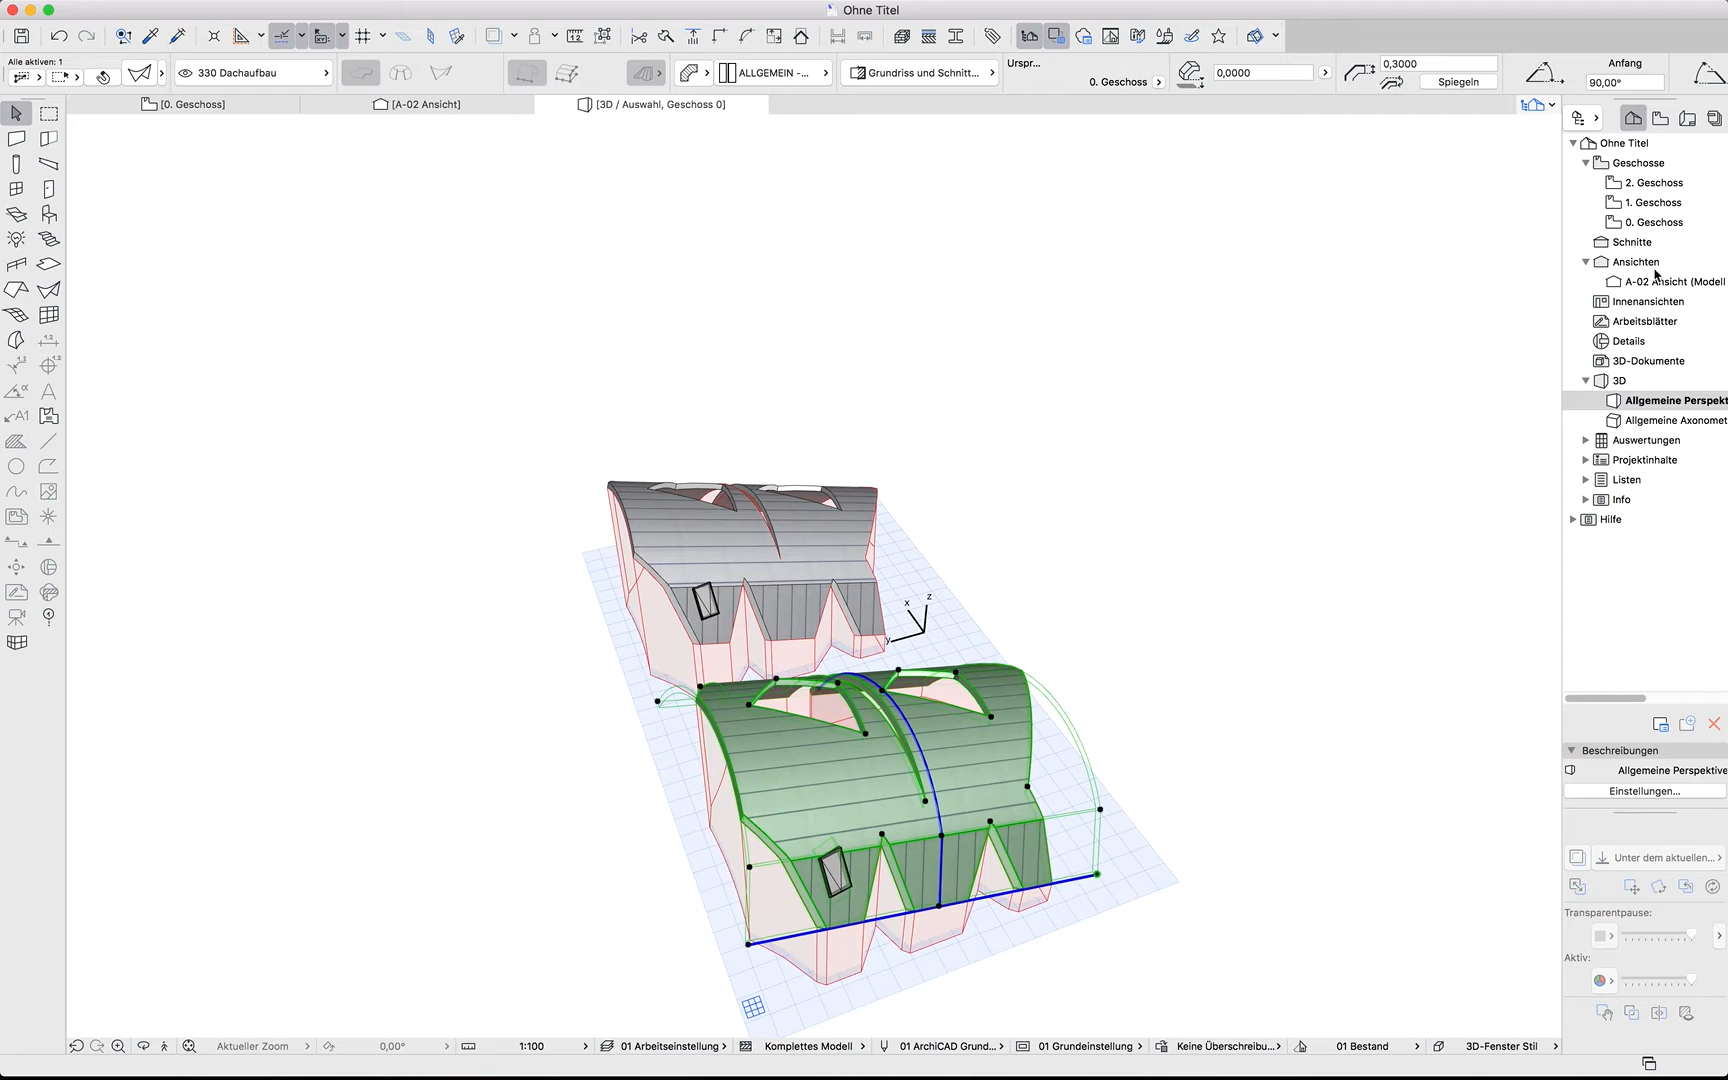 Ohne Titel
Alle aktiven: 1
330 Dachaufbau
ALLGEMEIN -...
Grundriss und Schnitt...
Urspr...
0. Geschoss
0,0000
0,3000
Spiegeln
Anfang
90,00°
[0. Geschoss]
[A-02 Ansicht]
[3D / Auswahl, Geschoss 0]
Ohne Titel
Geschosse
2. Geschoss
1. Geschoss
0. Geschoss
Schnitte
Ansichten
A-02 Ansicht (Modell
Innenansichten
Arbeitsblätter
Details
3D-Dokumente
3D
Allgemeine Perspekt
Allgemeine Axonomet
Auswertungen
Projektinhalte
Listen
Info
Hilfe
x
z
y
Beschreibungen
Allgemeine Perspektive
Einstellungen...
Unter dem aktuellen...
Transparentpause:
Aktiv:
Aktueller Zoom
0,00°
1:100
01 Arbeitseinstellung
Komplettes Modell
01 ArchiCAD Grund...
01 Grundeinstellung
Keine Überschreibu...
01 Bestand
3D-Fenster Stil